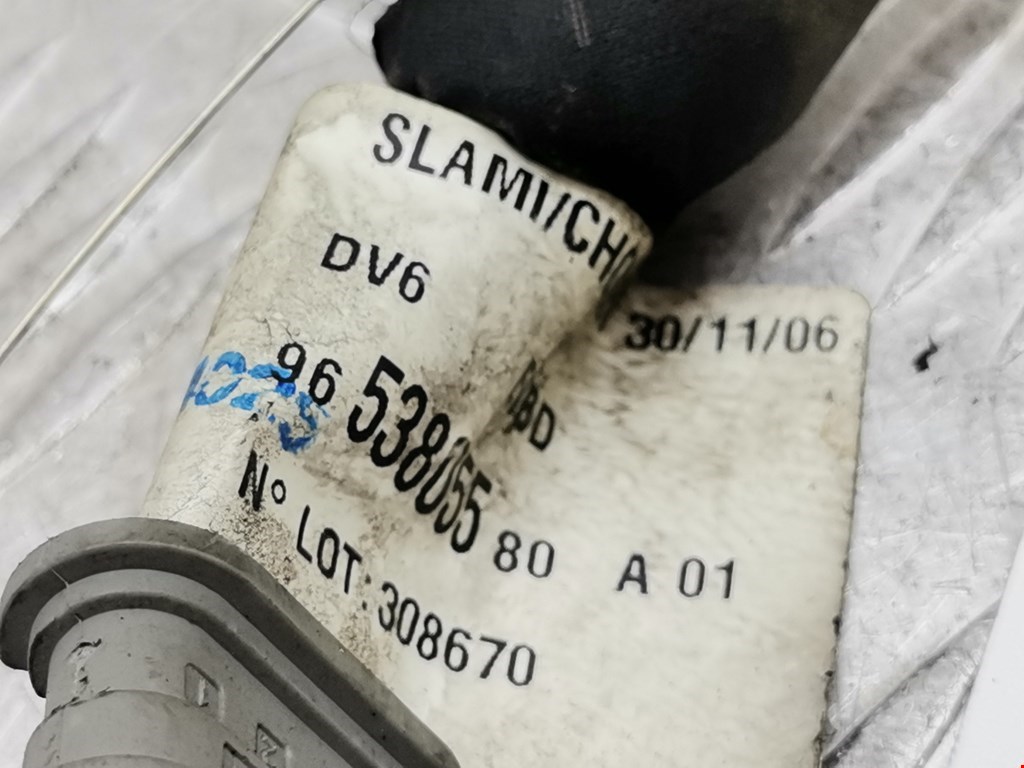 SLAMI/CH
DV6
30/11/06
96 538055 80 A 01
N° LOT: 308670